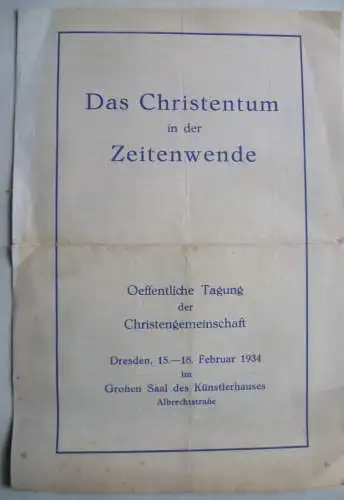 Das Christentum
in der
Zeitenwende
Oeffentliche Tagung
der
Christengemeinschaft
Dresden, 15.—18. Februar 1934
im
Großen Saal des Künstlerhauses
Albrechtstraße